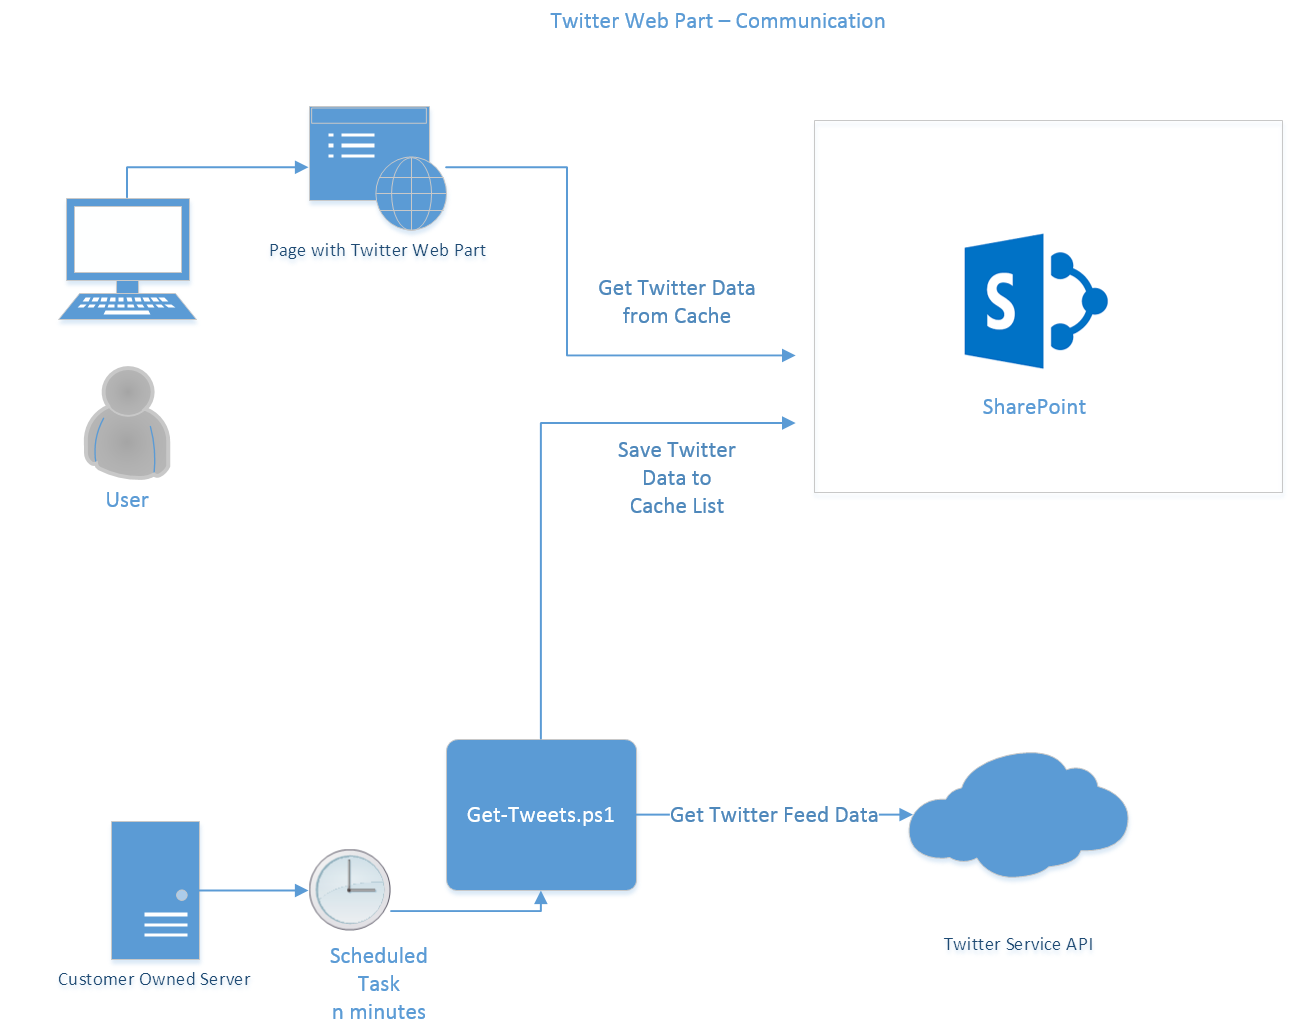 Twitter Web Part – Communication
Page with Twitter Web Part
Get Twitter Data
from Cache
S
SharePoint
Save Twitter
Data to
Cache List
User
Get-Tweets.ps1
Get Twitter Feed Data
Twitter Service API
Customer Owned Server
Scheduled
Task
n minutes